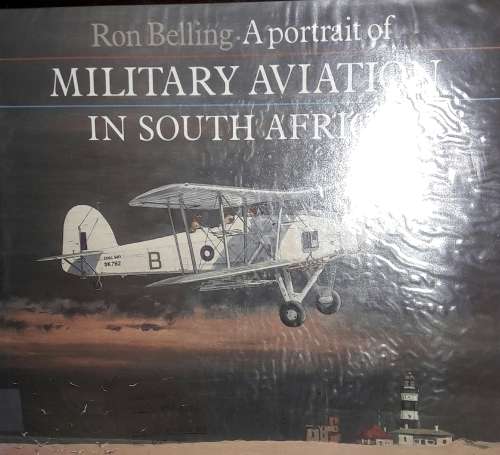 Ron Belling - A portrait of
MILITARY AVIATION
IN SOUTH AFRI
B